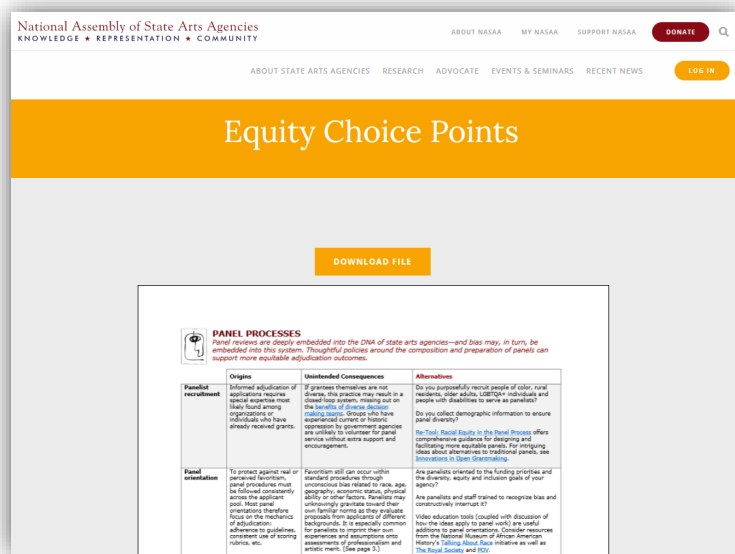 National Assembly of State Arts Agencies
KNOWLEDGE ★ REPRESENTATION ★ COMMUNITY
ABOUT NASAA MY NASAA SUPPORT NASAA DONATE
ABOUT STATE ARTS AGENCIES RESEARCH ADVOCATE EVENTS & SEMINARS RECENT NEWS LOG IN
Equity Choice Points
DOWNLOAD FILE
PANEL PROCESSES
Panel reviews are deeply embedded into the DNA of state arts agencies—and bias may, in turn, be
embedded into this system. Thoughtful policies around the composition and preparation of panels can
support more equitable adjudication outcomes.
Origins Unintended Consequences Alternatives
Panelist
recruitment
Informed adjudication of
applications requires
special expertise most
likely found among
organizations or
individuals who have
already received grants.
If grantees themselves are not
diverse, this practice may result in a
closed-loop system, missing out on
the benefits of diverse decision
making teams. Groups who have
experienced current or historic
oppression by government agencies
are unlikely to volunteer for panel
service without extra support and
encouragement.
Do you purposefully recruit people of color, rural
residents, older adults, LGBTQA+ individuals and
people with disabilities to serve as panelists?
Do you collect demographic information to ensure
panel diversity?
Re-Tool: Racial Equity in the Panel Process offers
comprehensive guidance for designing and
facilitating more equitable panels. For intriguing
ideas about alternatives to traditional panels, see
Innovations in Open Grantmaking.
Panel
orientation
To protect against real or
perceived favoritism,
panel procedures must
be followed consistently
across the applicant
pool. Most panel
orientations therefore
focus on the mechanics
of adjudication:
adherence to guidelines,
consistent use of scoring
rubrics, etc.
Favoritism still can occur within
standard procedures through
unconscious bias related to race, age,
geography, economic status, physical
ability or other factors. Panelists may
unknowingly gravitate toward their
own familiar norms as they evaluate
proposals from applicants of different
backgrounds. It is especially common
for panelists to imprint their own
experiences and assumptions onto
assessments of professionalism and
artistic merit. (See page 3.)
Are panelists oriented to the funding priorities and
the diversity, equity and inclusion goals of your
agency?
Are panelists and staff trained to recognize bias and
constructively interrupt it?
Video education tools (coupled with discussion of
how the ideas apply to panel work) are useful
additions to panel orientations. Consider resources
from the National Museum of African American
History's Talking About Race initiative as well as
The Royal Society and POV.